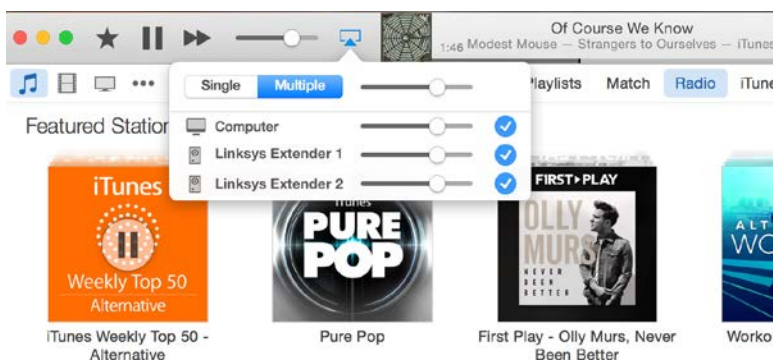 Of Course We Know
1:46 Modest Mouse — Strangers to Ourselves — iTunes
Single Multiple
Playlists Match Radio iTune
Featured Station
Computer
Linksys Extender 1
Linksys Extender 2
iTunes
Weekly Top 50
Alternative
iTunes
PURE
POP
FIRST▸PLAY
OLLY
MURS
NEVER
BEEN
BETTER
ALT
WO
iTunes Weekly Top 50 -
Alternative
Pure Pop
First Play - Olly Murs, Never
Been Better
Worko